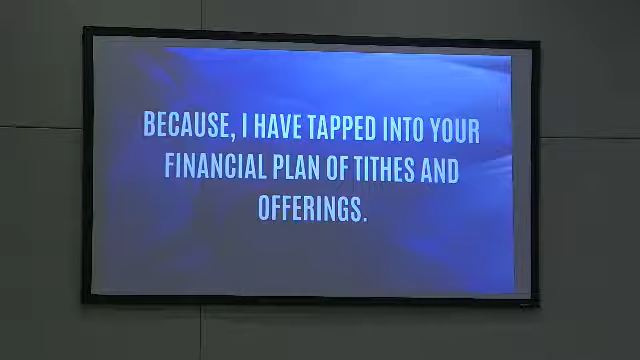 BECAUSE, I HAVE TAPPED INTO YOUR
FINANCIAL PLAN OF TITHES AND
OFFERINGS.